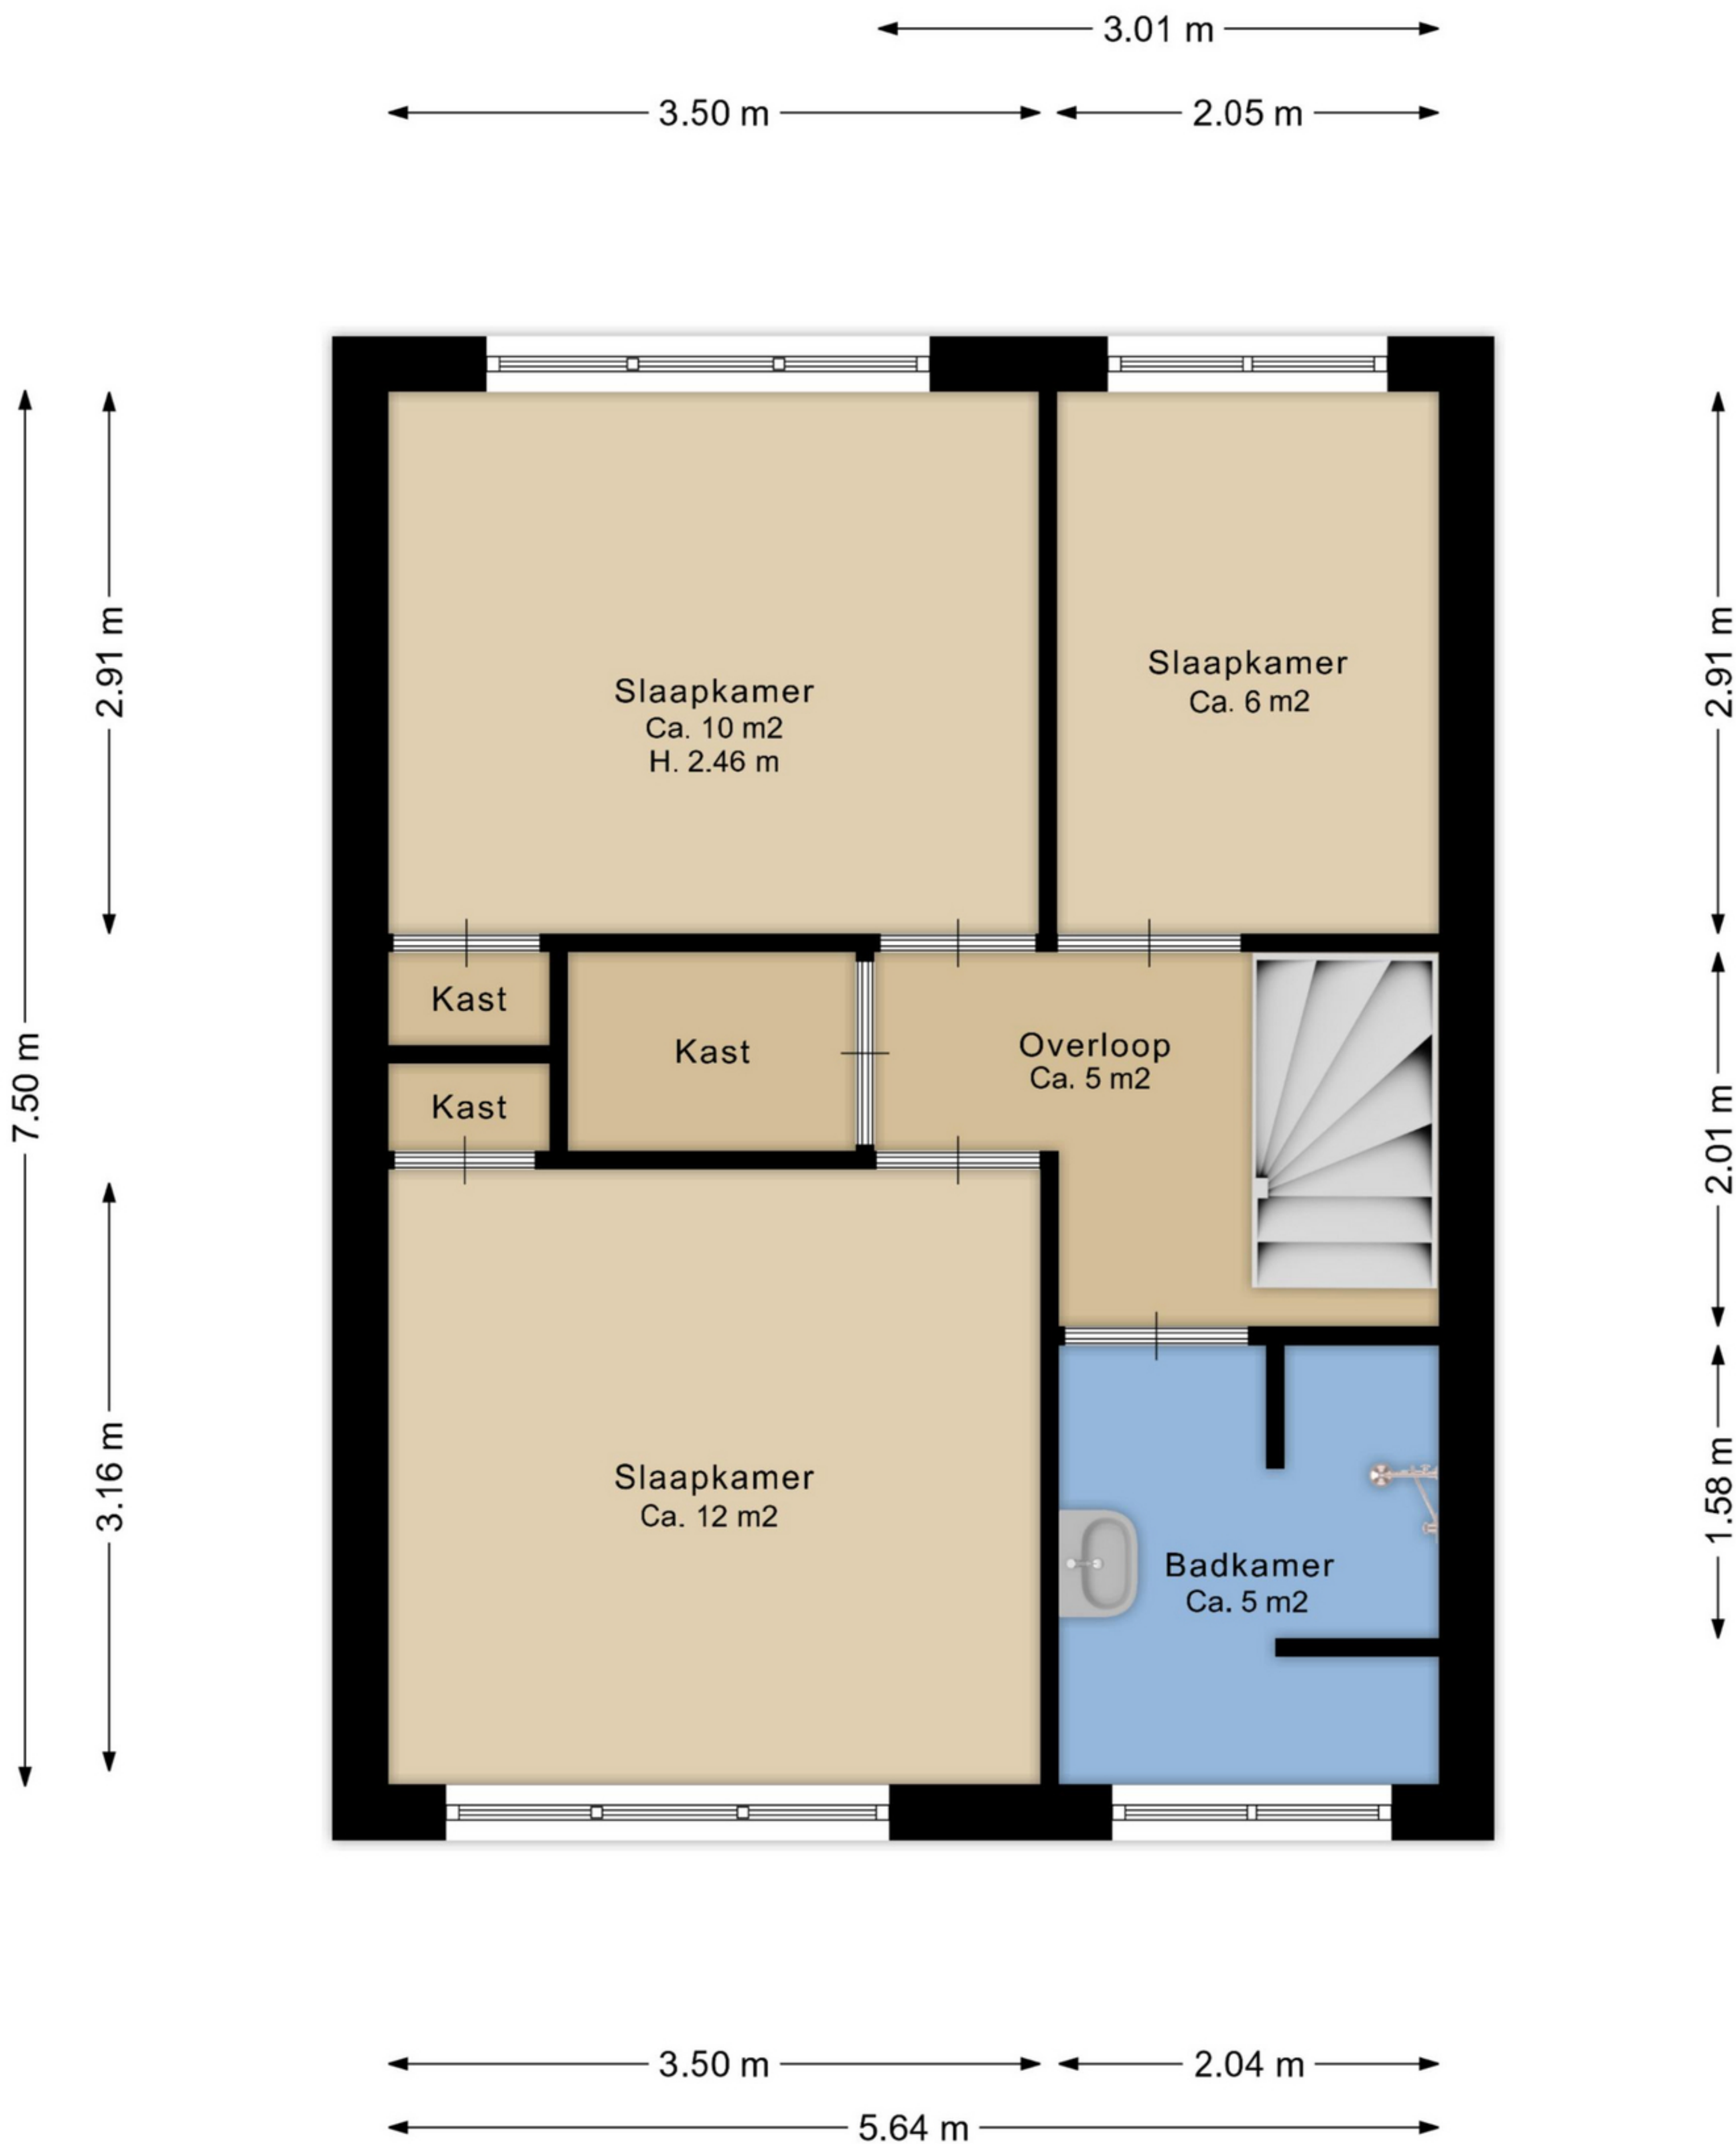 3.01 m
3.50 m
2.05 m
7.50 m
2.91 m
2.91 m
Slaapkamer
Ca. 10 m2
H. 2.46 m
Slaapkamer
Ca. 6 m2
Kast
Kast
Kast
Overloop
Ca. 5 m2
2.01 m
3.16 m
Slaapkamer
Ca. 12 m2
Badkamer
Ca. 5 m2
1.58 m
3.50 m
2.04 m
5.64 m